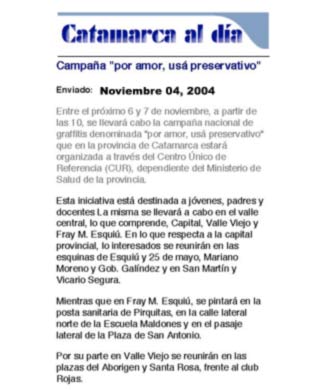 Catamarca al día
Campaña "por amor, usá preservativo"
Enviado: Noviembre 04, 2004
Entre el próximo 6 y 7 de noviembre, a partir de
las 10, se llevará cabo la campaña nacional de
graffitis denominada "por amor, usá preservativo"
que en la provincia de Catamarca estará
organizada a través del Centro Único de
Referencia (CUR), dependiente del Ministerio de
Salud de la provincia.
Esta iniciativa está destinada a jóvenes, padres y
docentes La misma se llevará a cabo en el valle
central, lo que comprende, Capital, Valle Viejo y
Fray M. Esquiú. En lo que respecta a la capital
provincial, lo interesados se reunirán en las
esquinas de Esquiú y 25 de mayo, Mariano
Moreno y Gob. Galíndez y en San Martín y
Vicario Segura.
Mientras que en Fray M. Esquiú, se pintará en la
posta sanitaria de Pirquitas, en la calle lateral
norte de la Escuela Maldones y en el pasaje
lateral de la Plaza de San Antonio.
Por su parte en Valle Viejo se reunirán en las
plazas del Aborigen y Santa Rosa, frente al club
Rojas.